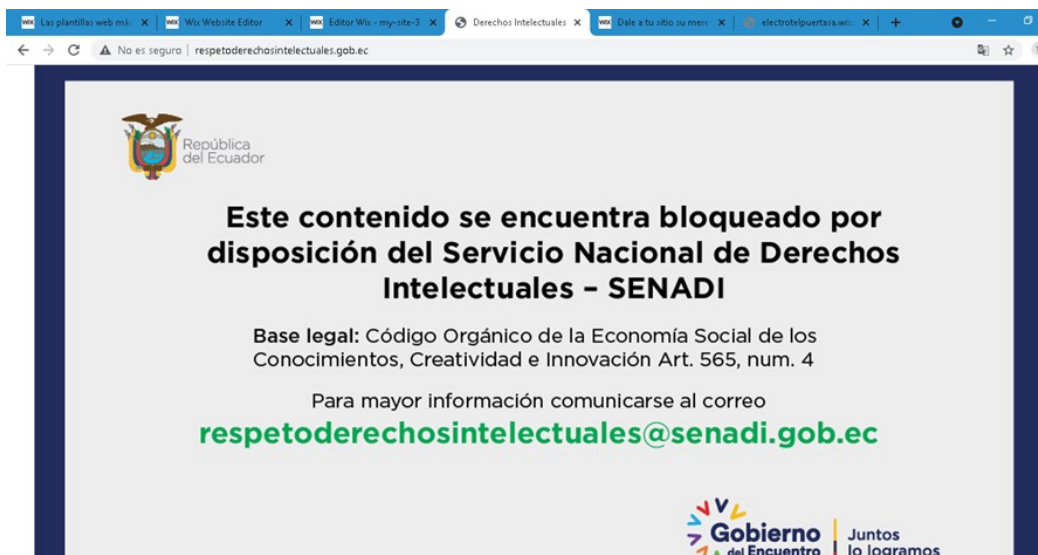 Las plantillas web más
Wix Website Editor
Editor Wix - my-site-3
Derechos Intelectuales
Dale a tu sitio su mere
electrotelpuertasa.wix
No es seguro | respetoderechosintelectuales.gob.ec
República
del Ecuador
Este contenido se encuentra bloqueado por
disposición del Servicio Nacional de Derechos
Intelectuales – SENADI
Base legal: Código Orgánico de la Economía Social de los
Conocimientos, Creatividad e Innovación Art. 565, num. 4
Para mayor información comunicarse al correo
respetoderechosintelectuales@senadi.gob.ec
Gobierno
del Encuentro
Juntos
lo logramos